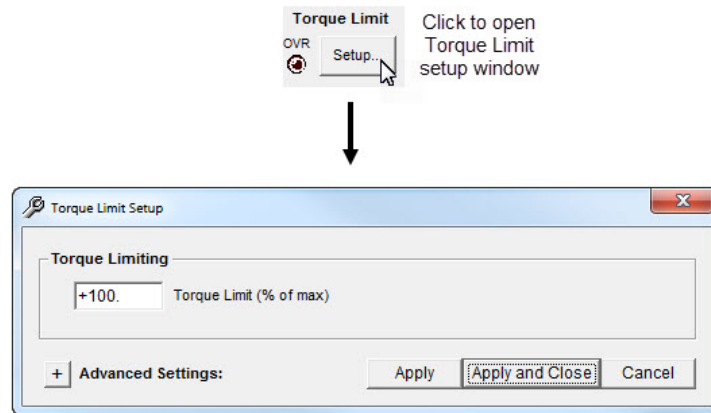 Torque Limit
OVR
Setup...
Click to open
Torque Limit
setup window
Torque Limit Setup
Torque Limiting
+100.
Torque Limit (% of max)
+
Advanced Settings:
Apply
Apply and Close
Cancel